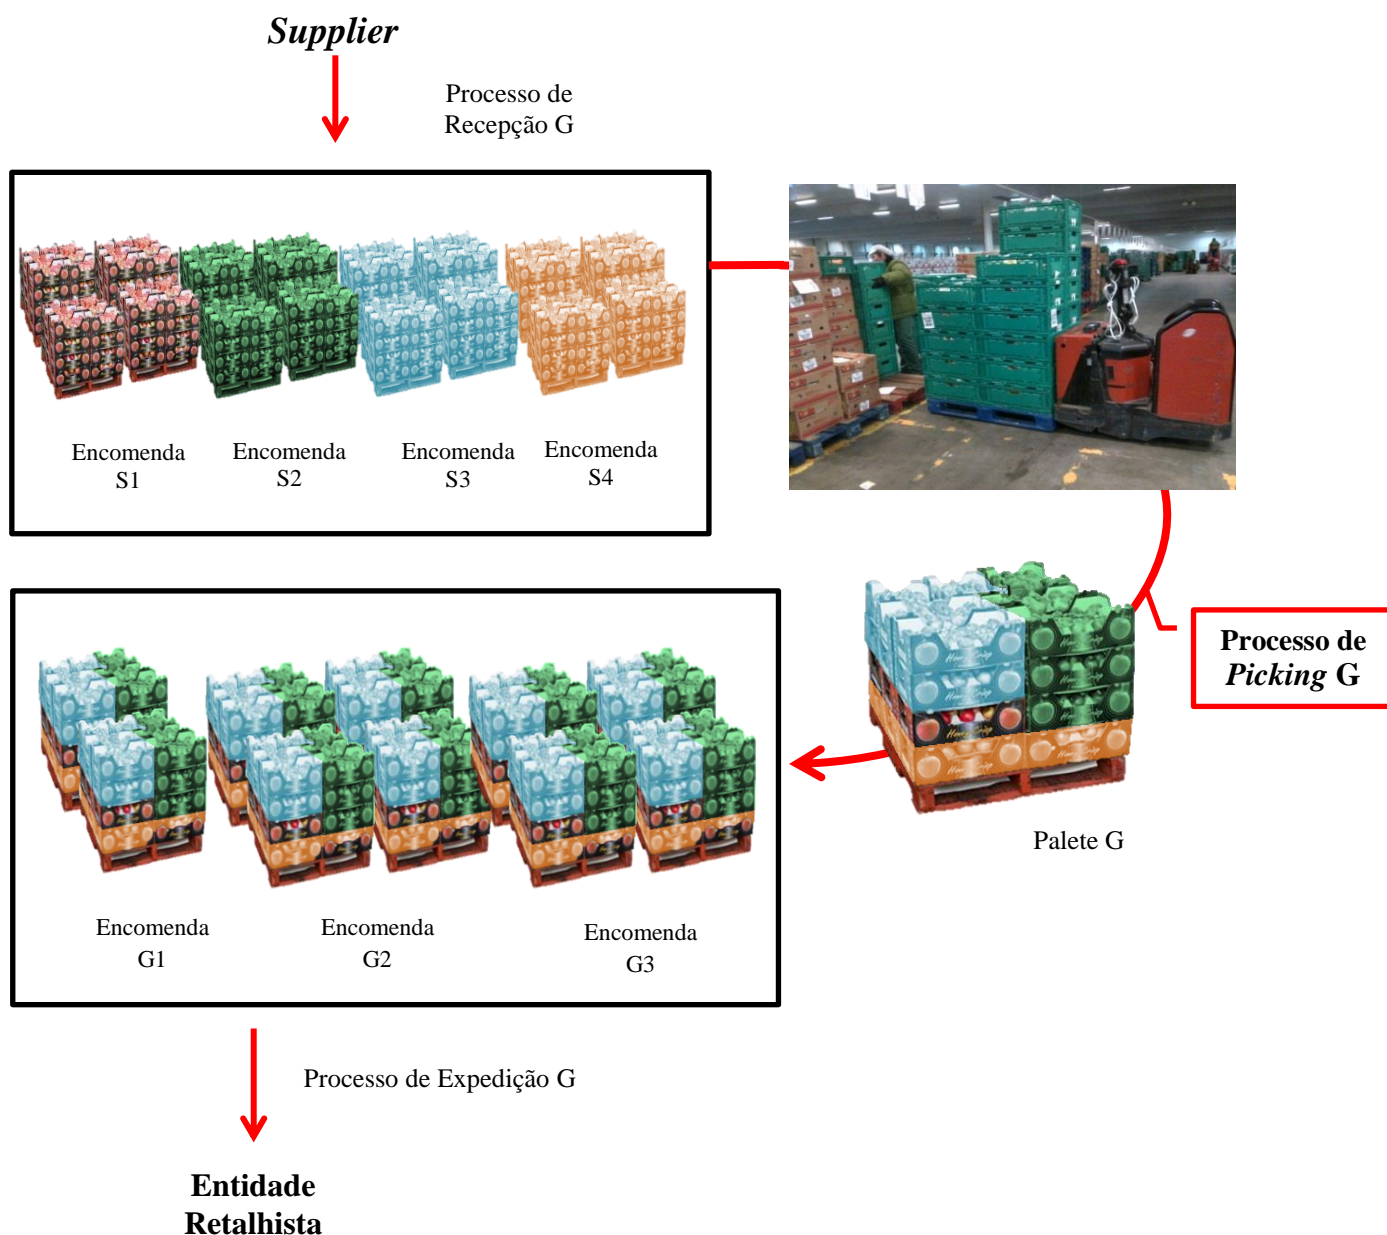 Supplier
Processo de
Recepção G
Encomenda
S1
Encomenda
S2
Encomenda
S3
Encomenda
S4
Processo de
Picking G
Palete G
Encomenda
G1
Encomenda
G2
Encomenda
G3
Processo de Expedição G
Entidade
Retalhista